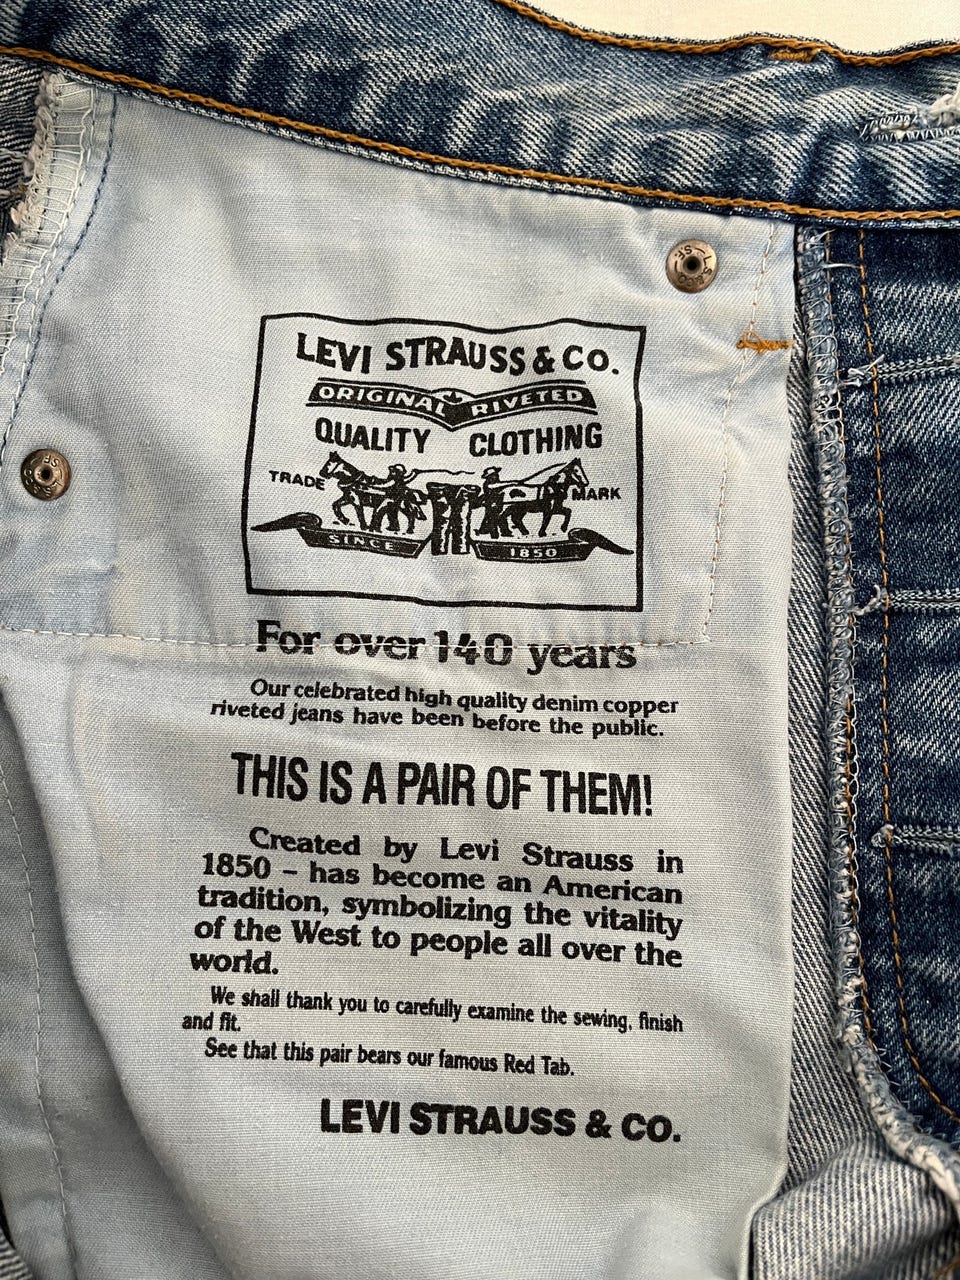 LEVI STRAUSS & CO.
ORIGINAL RIVETED
QUALITY CLOTHING
TRADE MARK
SINCE 1850
For over 140 years
Our celebrated high quality denim copper
riveted jeans have been before the public.
THIS IS A PAIR OF THEM!
Created by Levi Strauss in
1850 – has become an American
tradition, symbolizing the vitality
of the West to people all over the
world.
We shall thank you to carefully examine the sewing, finish
and fit.
See that this pair bears our famous Red Tab.
LEVI STRAUSS & CO.